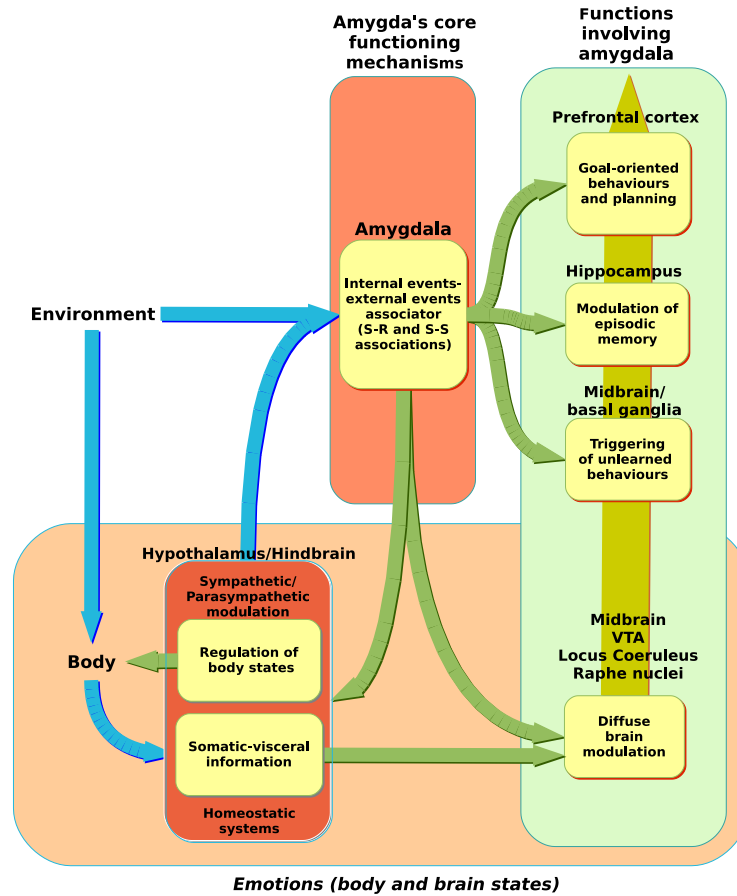 Amygda's core
functioning
mechanisms
Functions
involving
amygdala
Prefrontal cortex
Goal-oriented
behaviours
and planning
Amygdala
Internal events-
external events
associator
(S-R and S-S
associations)
Hippocampus
Modulation of
episodic
memory
Environment
Midbrain/
basal ganglia
Triggering
of unlearned
behaviours
Hypothalamus/Hindbrain
Sympathetic/
Parasympathetic
modulation
Regulation of
body states
Body
Somatic-visceral
information
Homeostatic
systems
Midbrain
VTA
Locus Coeruleus
Raphe nuclei
Diffuse
brain
modulation
Emotions (body and brain states)